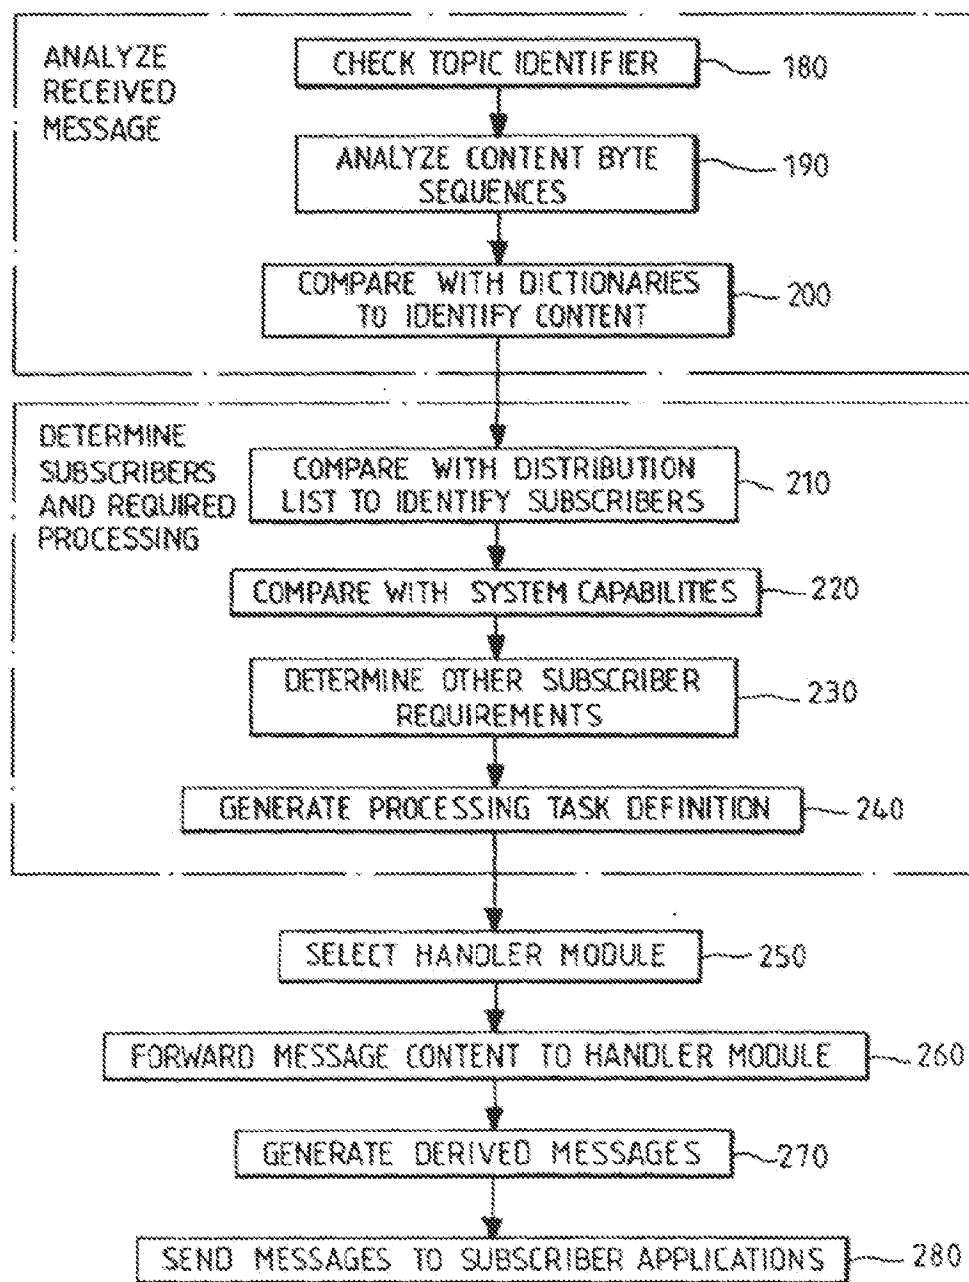 ANALYZE
RECEIVED
MESSAGE
CHECK TOPIC IDENTIFIER
180
ANALYZE CONTENT BYTE
SEQUENCES
190
COMPARE WITH DICTIONARIES
TO IDENTIFY CONTENT
200
DETERMINE
SUBSCRIBERS
AND REQUIRED
PROCESSING
COMPARE WITH DISTRIBUTION
LIST TO IDENTIFY SUBSCRIBERS
210
COMPARE WITH SYSTEM CAPABILITIES
220
DETERMINE OTHER SUBSCRIBER
REQUIREMENTS
230
GENERATE PROCESSING TASK DEFINITION
240
SELECT HANDLER MODULE
250
FORWARD MESSAGE CONTENT TO HANDLER MODULE
260
GENERATE DERIVED MESSAGES
270
SEND MESSAGES TO SUBSCRIBER APPLICATIONS
280